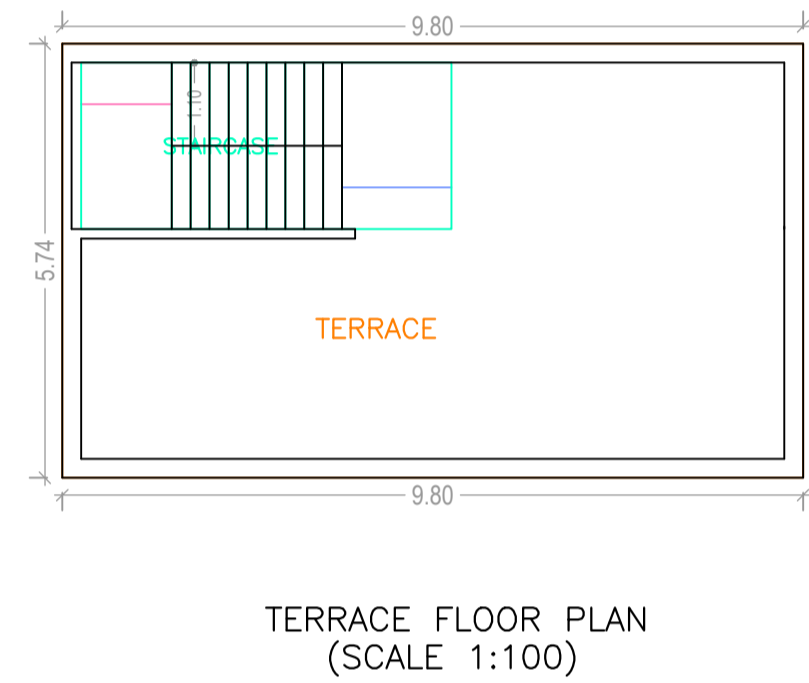 9.80
1.10
STAIRCASE
5.74
TERRACE
9.80
TERRACE FLOOR PLAN
(SCALE 1:100)